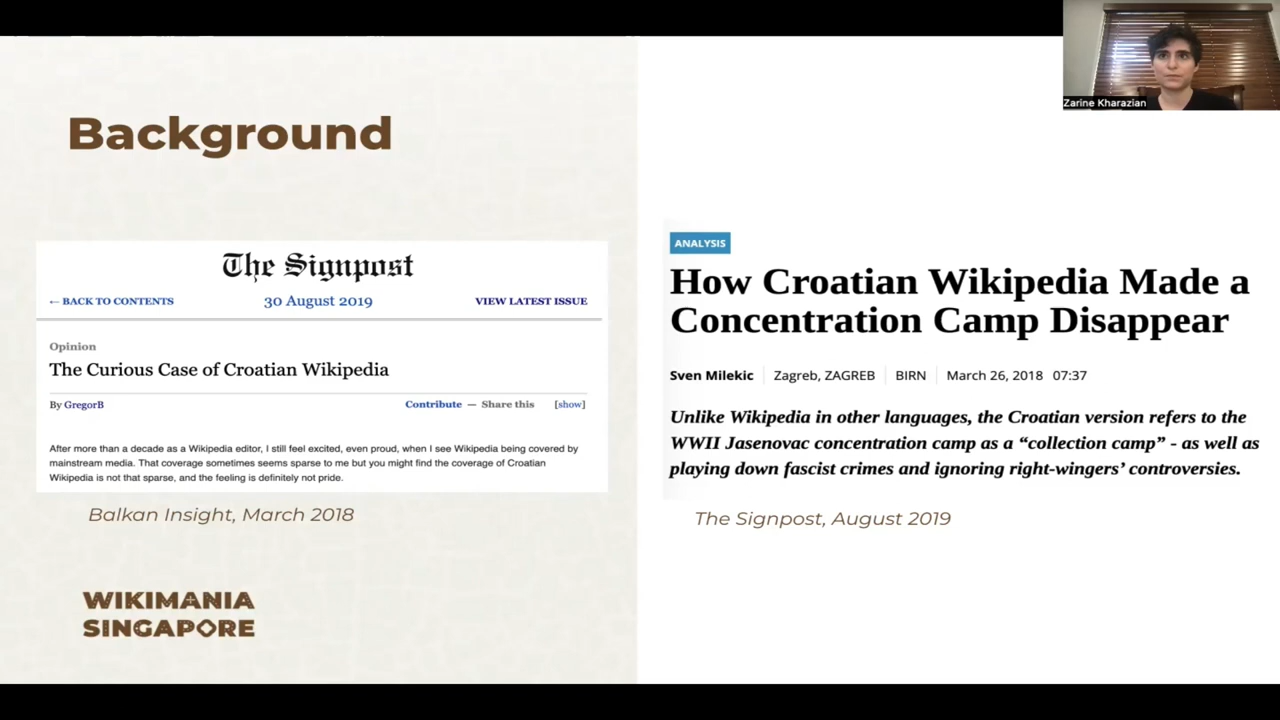 Zarine Kharazian
Background
The Signpost
← BACK TO CONTENTS 30 August 2019 VIEW LATEST ISSUE
Opinion
The Curious Case of Croatian Wikipedia
By GregorB Contribute — Share this [show]
After more than a decade as a Wikipedia editor, I still feel excited, even proud, when I see Wikipedia being covered by
mainstream media. That coverage sometimes seems sparse to me but you might find the coverage of Croatian
Wikipedia is not that sparse, and the feeling is definitely not pride.
Balkan Insight, March 2018
WIKIMANIA
SINGAPORE
ANALYSIS
How Croatian Wikipedia Made a
Concentration Camp Disappear
Sven Milekic Zagreb, ZAGREB BIRN March 26, 2018 07:37
Unlike Wikipedia in other languages, the Croatian version refers to the
WWII Jasenovac concentration camp as a “collection camp” - as well as
playing down fascist crimes and ignoring right-wingers’ controversies.
The Signpost, August 2019